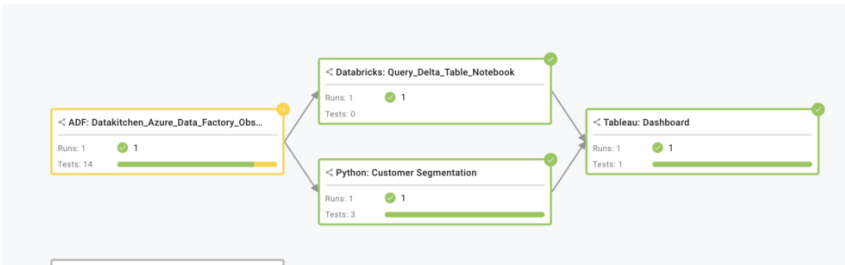 Databricks: Query_Delta_Table_Notebook
Runs: 1 1
Tests: 0
ADF: Datakitchen_Azure_Data_Factory_Obs...
Runs: 1 1
Tests: 14
Tableau: Dashboard
Runs: 1 1
Tests: 1
Python: Customer Segmentation
Runs: 1 1
Tests: 3